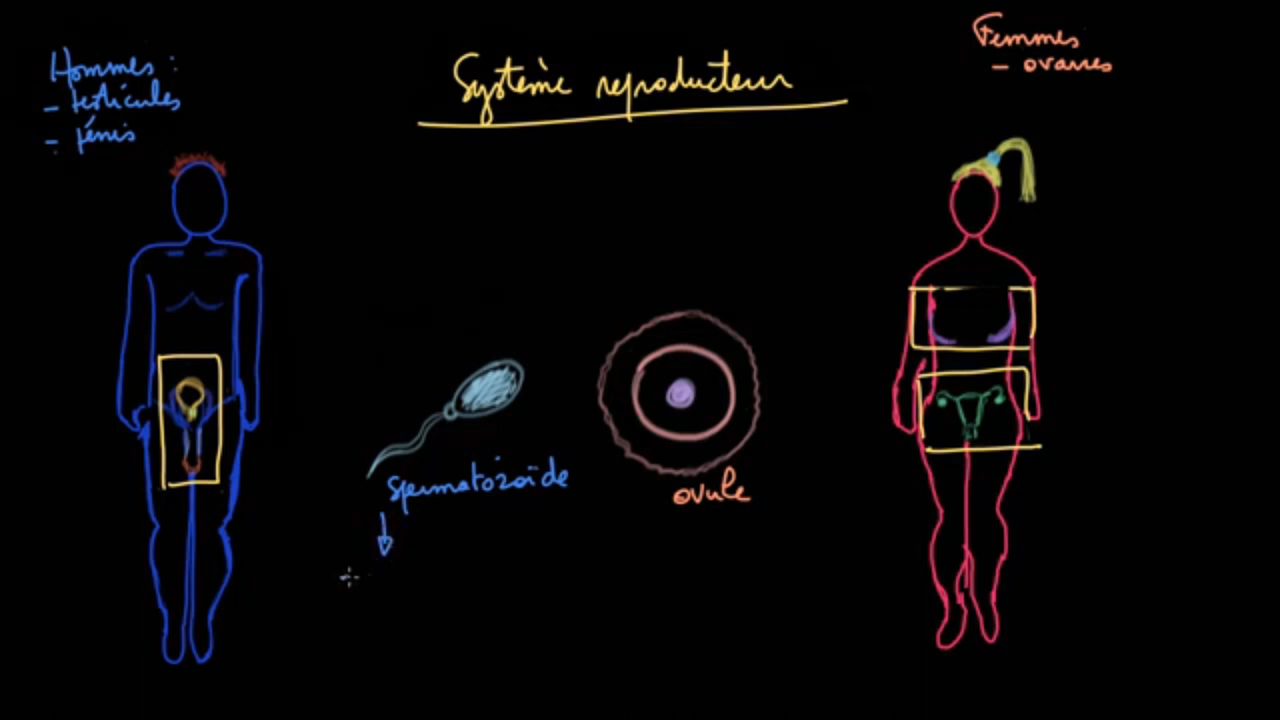 Système reproducteur
Hommes :
- testicules
- pénis
Femmes
- ovaires
spermatozoïde
ovule